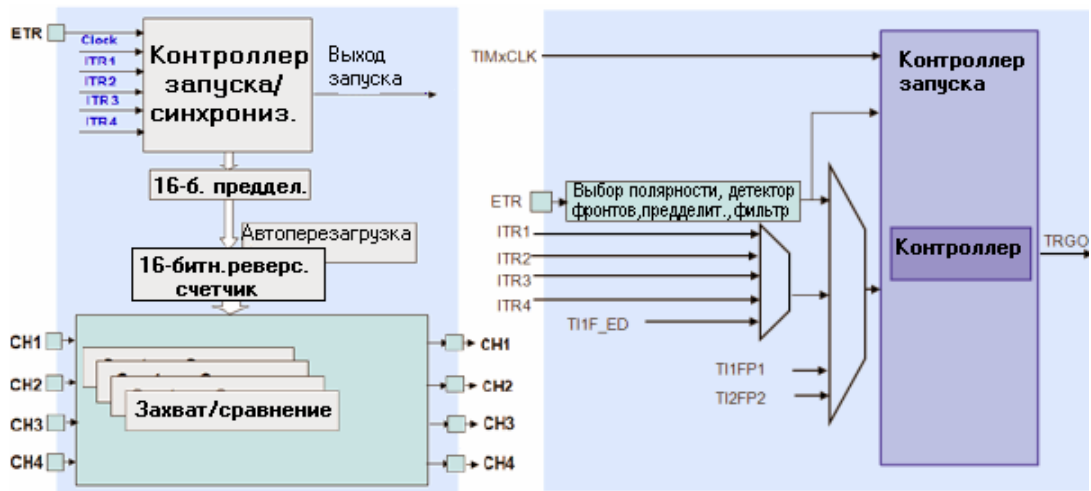 ETR
Clock
ITR1
ITR2
ITR3
ITR4
Контроллер
запуска/
синхрониз.
Выход
запуска
16-б. преддел.
Автоперезагрузка
16-битн.реверс.
счетчик
CH1
CH2
CH3
CH4
Захват/сравнение
CH1
CH2
CH3
CH4
TIMxCLK
Контроллер
запуска
ETR
Выбор полярности, детектор
фронтов,предделит.,фильтр
ITR1
ITR2
ITR3
ITR4
TI1F_ED
TI1FP1
TI2FP2
Контроллер
TRGO